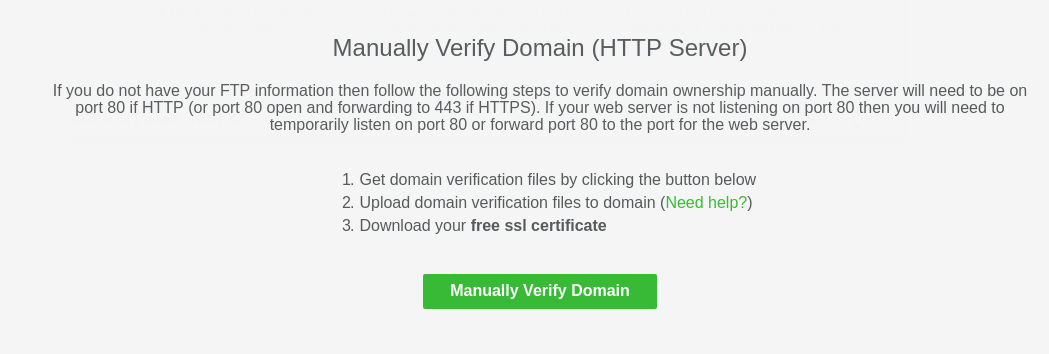 Manually Verify Domain (HTTP Server)
If you do not have your FTP information then follow the following steps to verify domain ownership manually. The server will need to be on
port 80 if HTTP (or port 80 open and forwarding to 443 if HTTPS). If your web server is not listening on port 80 then you will need to
temporarily listen on port 80 or forward port 80 to the port for the web server.
1. Get domain verification files by clicking the button below
2. Upload domain verification files to domain (Need help?)
3. Download your free ssl certificate
Manually Verify Domain